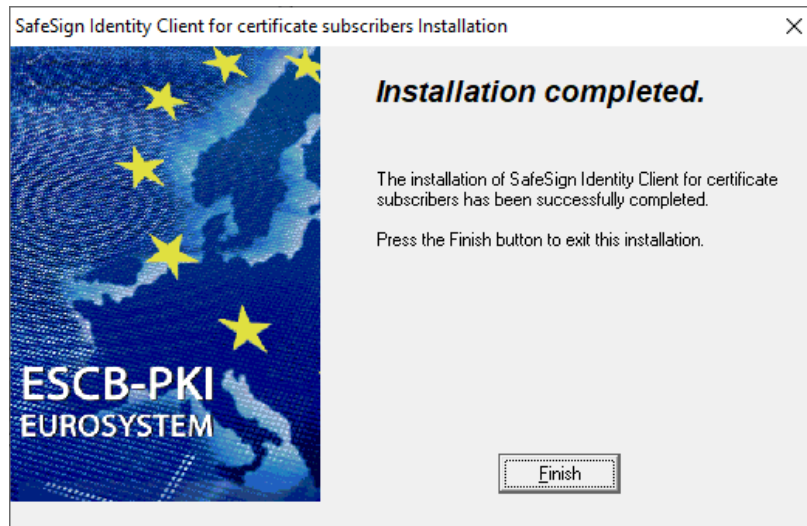 SafeSign Identity Client for certificate subscribers Installation
Installation completed.
The installation of SafeSign Identity Client for certificate
subscribers has been successfully completed.
Press the Finish button to exit this installation.
ESCB-PKI
EUROSYSTEM
Finish